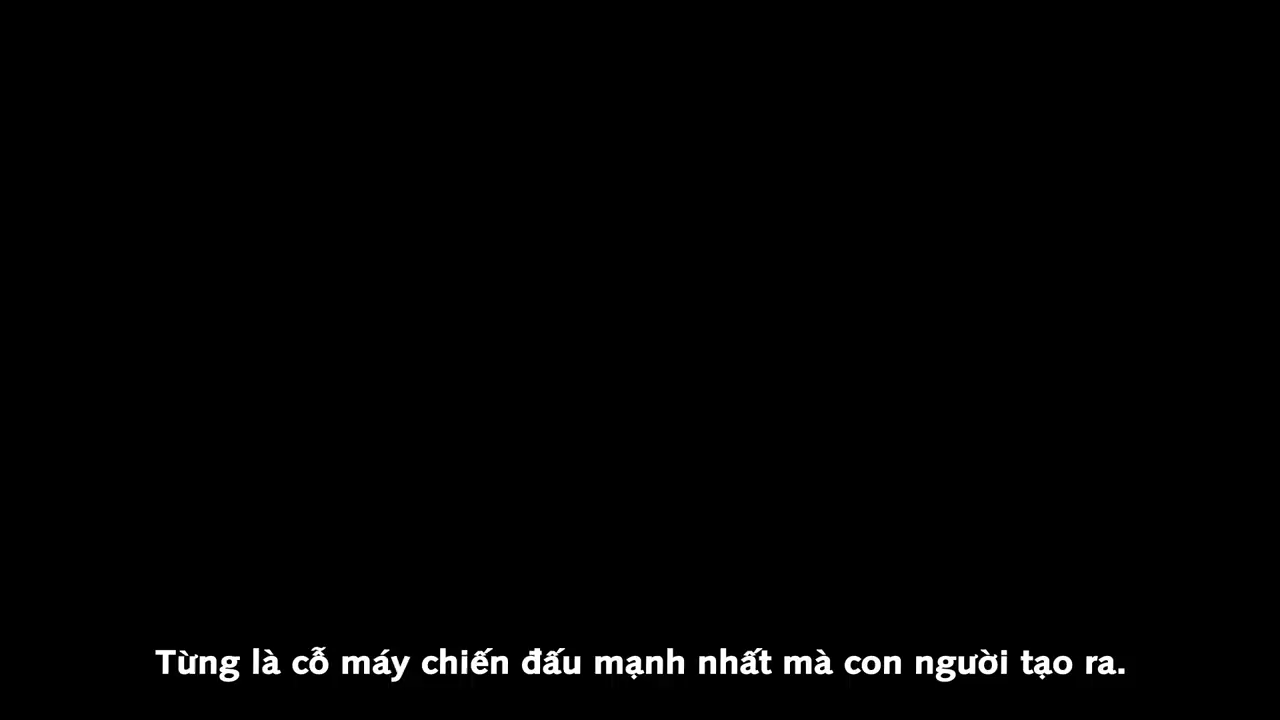 Từng là cỗ máy chiến đấu mạnh nhất mà con người tạo ra.